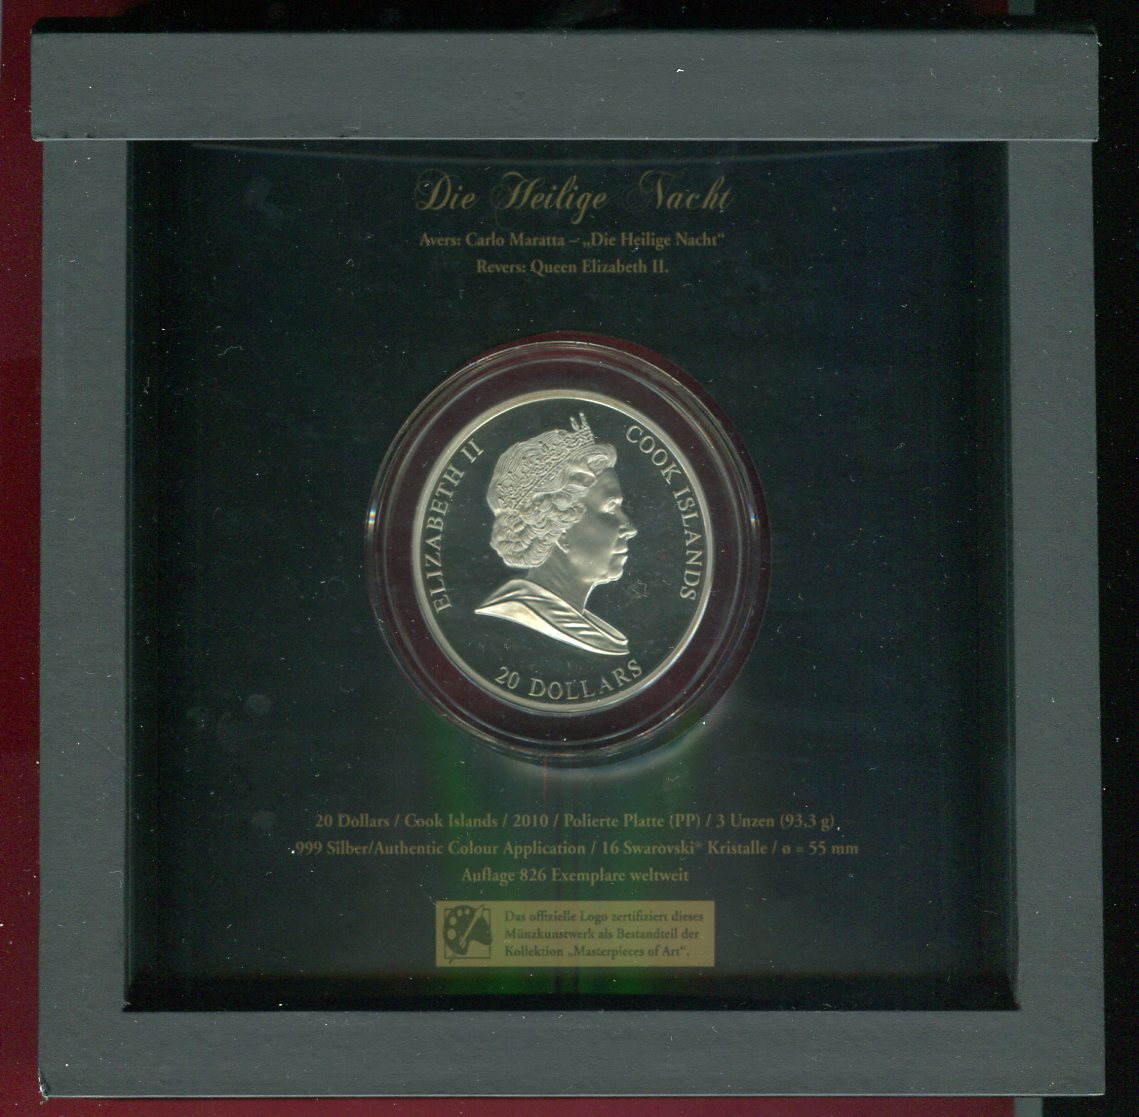 Die Heilige Nacht
Avers: Carlo Maratta – „Die Heilige Nacht“
Revers: Queen Elizabeth II.
ELIZABETH II
COOK ISLANDS
20 DOLLARS
20 Dollars / Cook Islands / 2010 / Polierte Platte (PP) / 3 Unzen (93,3 g)
999 Silber/Authentic Colour Application / 16 Swarovski® Kristalle / ø = 55 mm
Auflage 826 Exemplare weltweit
Das offizielle Logo zertifiziert dieses
Münzkunstwerk als Bestandteil der
Kollektion „Masterpieces of Art“.